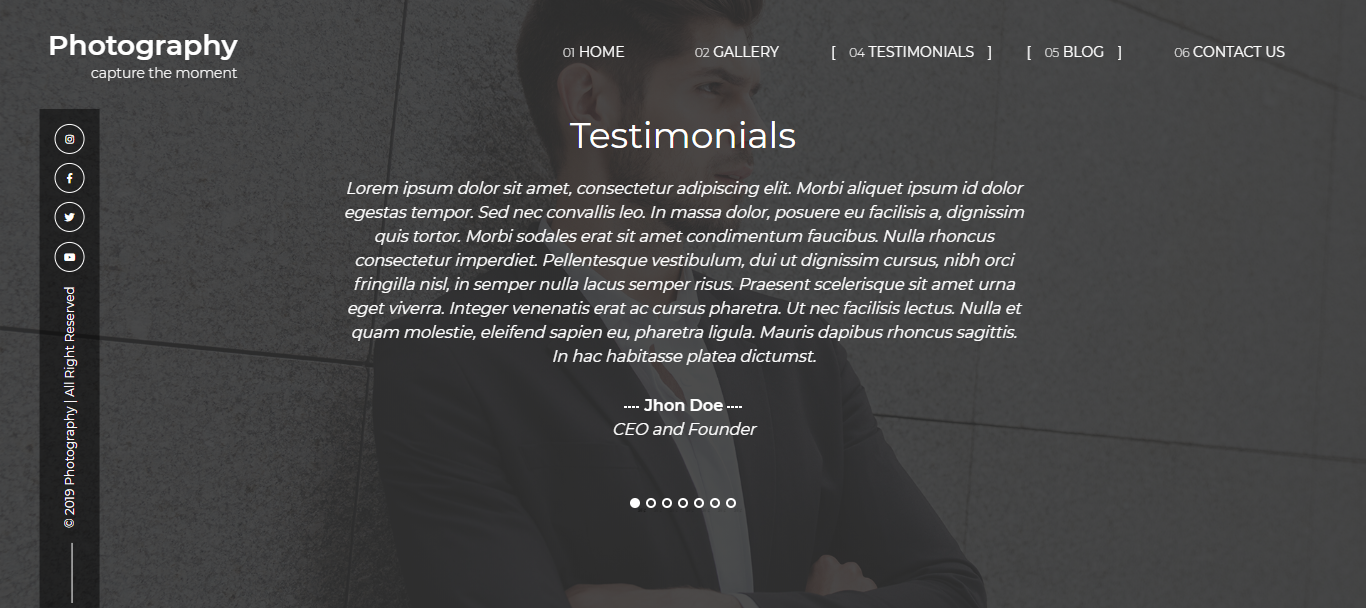 Photography
capture the moment
01 HOME
02 GALLERY
[ 04 TESTIMONIALS ]
[ 05 BLOG ]
06 CONTACT US
Testimonials
Lorem ipsum dolor sit amet, consectetur adipiscing elit. Morbi aliquet ipsum id dolor
egestas tempor. Sed nec convallis leo. In massa dolor, posuere eu facilisis a, dignissim
quis tortor. Morbi sodales erat sit amet condimentum faucibus. Nulla rhoncus
consectetur imperdiet. Pellentesque vestibulum, dui ut dignissim cursus, nibh orci
fringilla nisl, in semper nulla lacus semper risus. Praesent scelerisque sit amet urna
eget viverra. Integer venenatis erat ac cursus pharetra. Ut nec facilisis lectus. Nulla et
quam molestie, eleifend sapien eu, pharetra ligula. Mauris dapibus rhoncus sagittis.
In hac habitasse platea dictumst.
---- Jhon Doe ----
CEO and Founder
© 2019 Photography | All Right Reserved